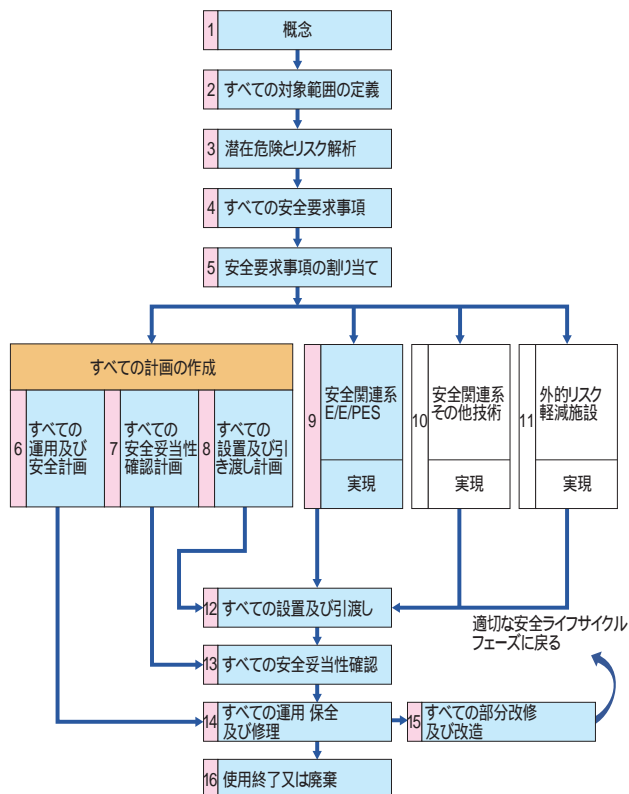 1 概念
2 すべての対象範囲の定義
3 潜在危険とリスク解析
4 すべての安全要求事項
5 安全要求事項の割り当て
すべての計画の作成
6 すべての
運用及び
安全計画
7 すべての
安全妥当性
確認計画
8 すべての
設置及び引
き渡し計画
9 安全関連系
E/E/PES
実現
10 安全関連系
その他技術
実現
11 外的リスク
軽減施設
実現
12 すべての設置及び引渡し
適切な安全ライフサイクル
フェーズに戻る
13 すべての安全妥当性確認
14 すべての運用 保全
及び修理
15 すべての部分改修
及び改造
16 使用終了又は廃棄